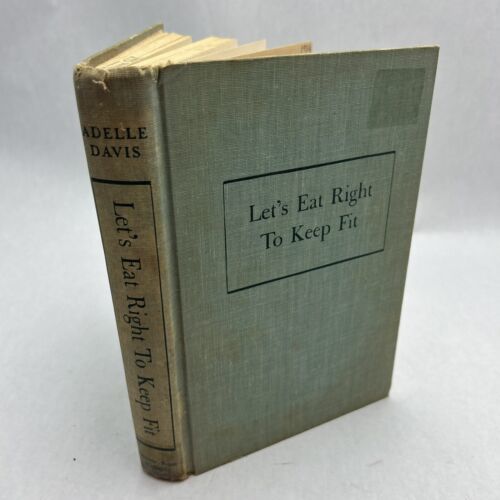 ADELLE
DAVIS
Let's Eat Right To Keep Fit
Let's Eat Right
To Keep Fit